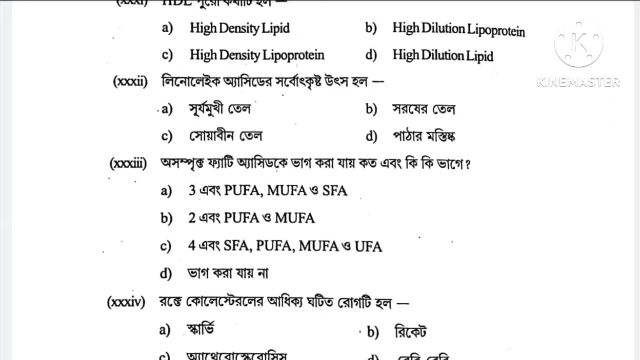 (xxxi) HDL পুরো কথাটি হল —
a) High Density Lipid b) High Dilution Lipoprotein
c) High Density Lipoprotein d) High Dilution Lipid
(xxxii) লিনোলেইক অ্যাসিডের সর্বোৎকৃষ্ট উৎস হল —
a) সূর্যমুখী তেল b) সরষের তেল
c) সোয়াবীন তেল d) পাঠার মস্তিষ্ক
(xxxiii) অসম্পৃক্ত ফ্যাটি অ্যাসিডকে ভাগ করা যায় কত এবং কি কি ভাগে?
a) 3 এবং PUFA, MUFA ও SFA
b) 2 এবং PUFA ও MUFA
c) 4 এবং SFA, PUFA, MUFA ও UFA
d) ভাগ করা যায় না
(xxxiv) রক্তে কোলেস্টেরলের আধিক্য ঘটিত রোগটি হল —
a) স্কার্ভি b) রিকেট
c) অ্যাথেরোস্ক্লেরোসিস d) বেরি বেরি
KINEMASTER